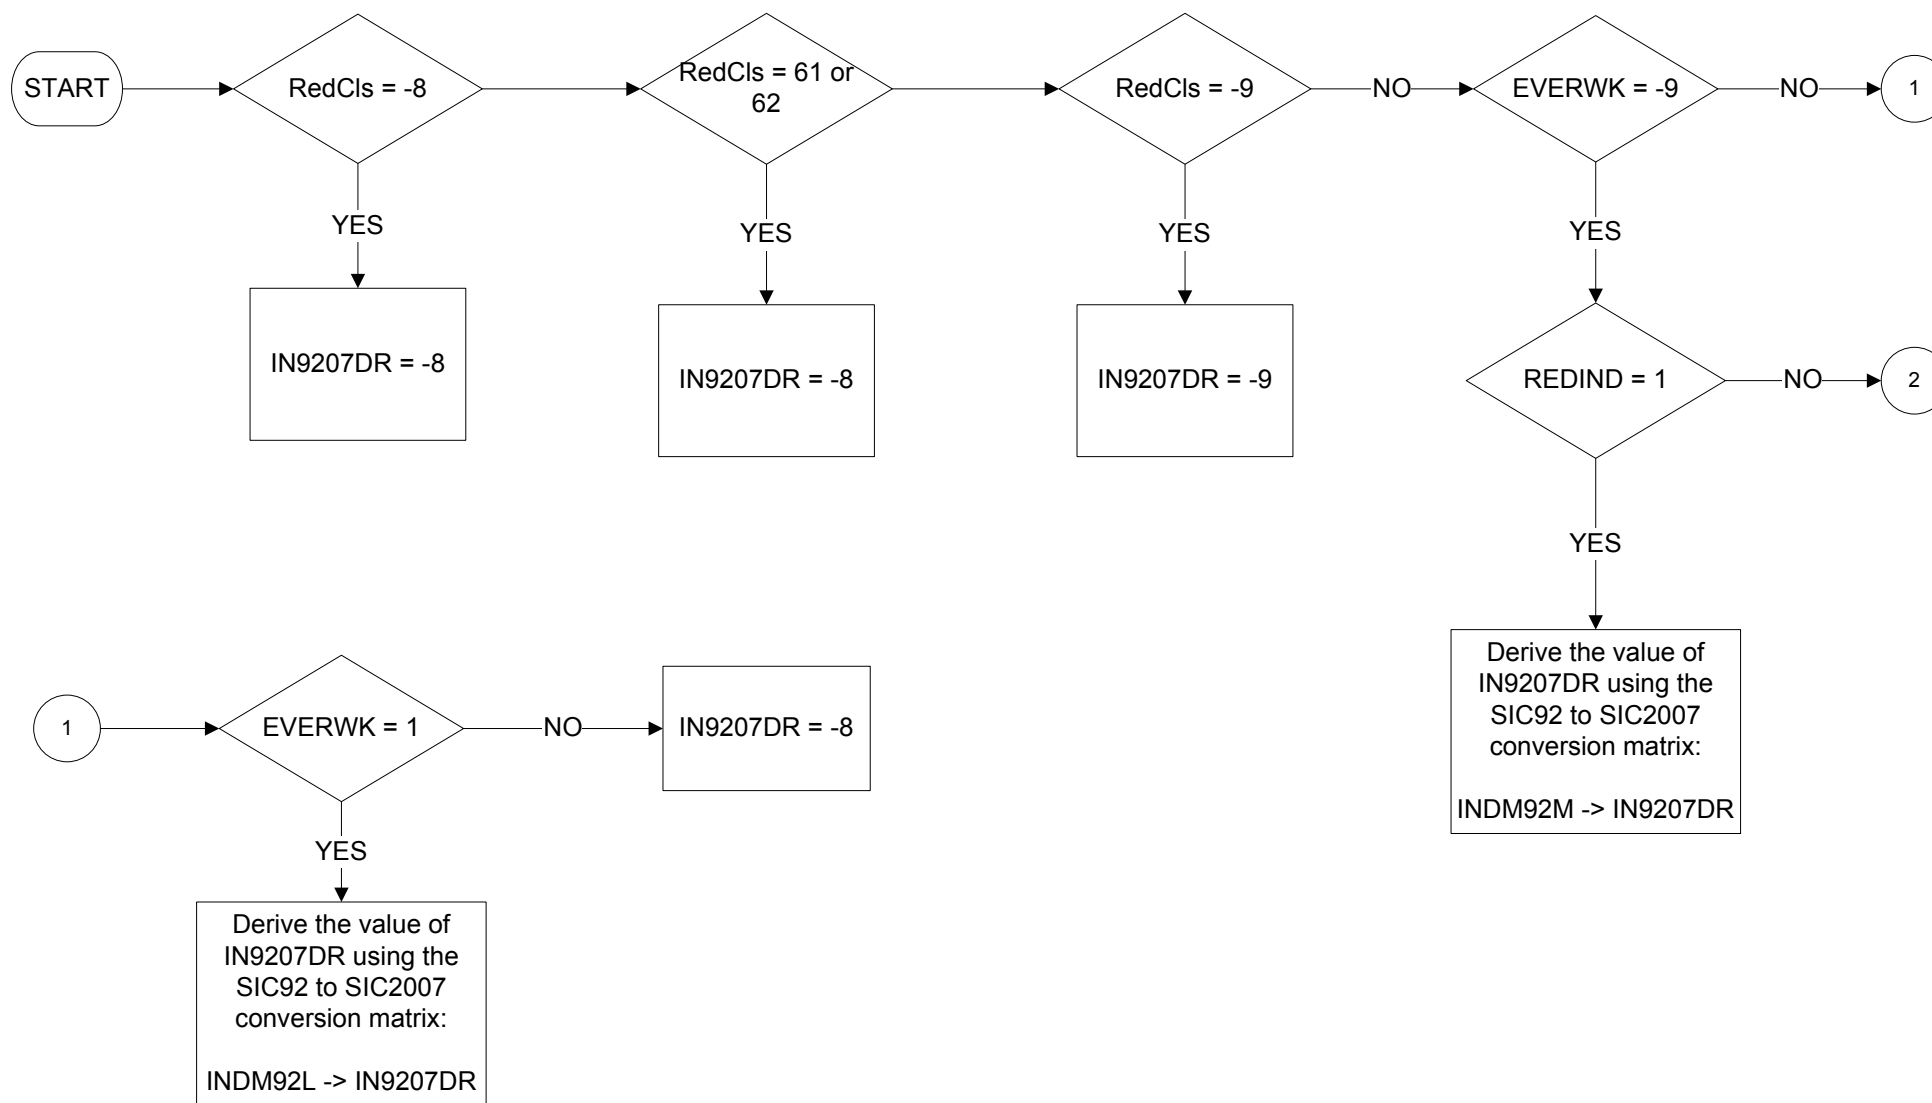 START
RedCls = -8
RedCls = 61 or
62
RedCls = -9
NO
EVERWK = -9
NO
1
YES
YES
YES
YES
IN9207DR = -8
IN9207DR = -8
IN9207DR = -9
REDIND = 1
NO
2
YES
Derive the value of
IN9207DR using the
SIC92 to SIC2007
conversion matrix:
INDM92M -> IN9207DR
1
EVERWK = 1
NO
IN9207DR = -8
YES
Derive the value of
IN9207DR using the
SIC92 to SIC2007
conversion matrix:
INDM92L -> IN9207DR